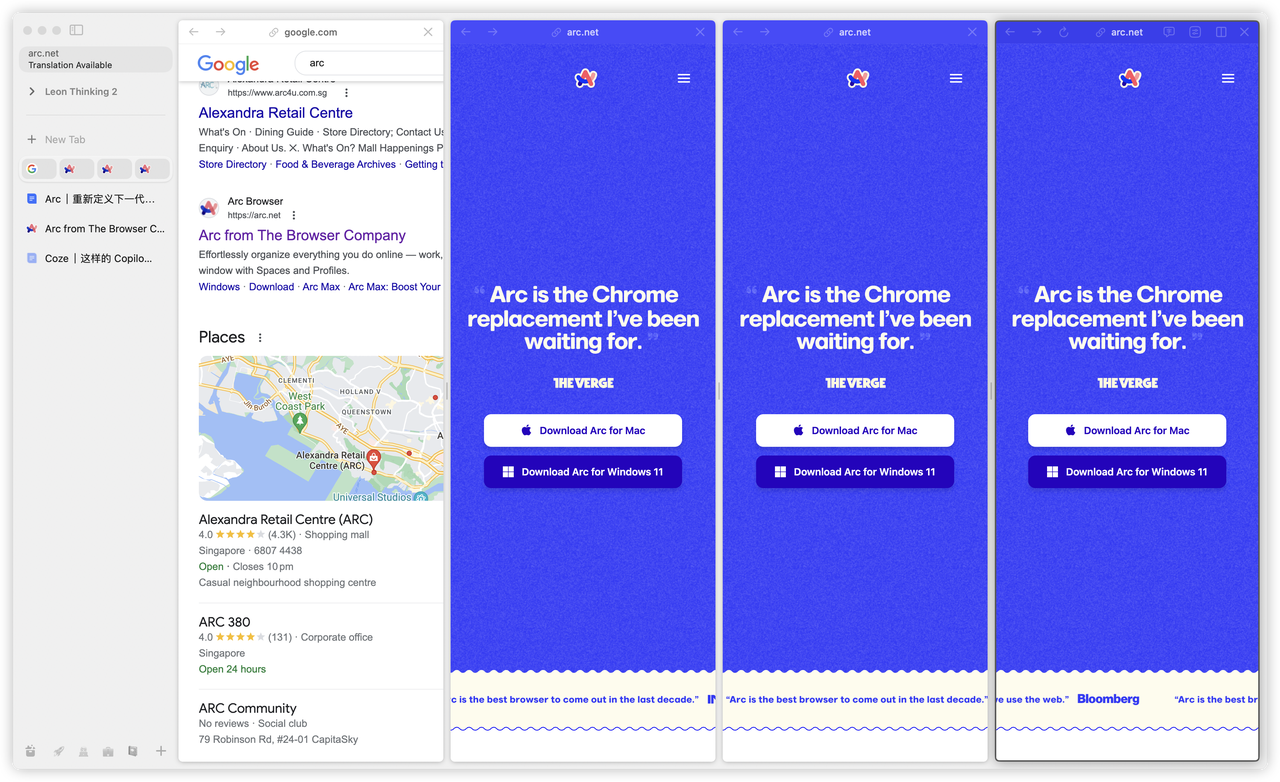 arc.net
Translation Available
Leon Thinking 2
New Tab
Arc｜重新定义下一代…
Arc from The Browser C...
Coze｜这样的 Copilo...
google.com
Google
arc
https://www.arc4u.com.sg
Alexandra Retail Centre
What's On · Dining Guide · Store Directory; Contact Us
Enquiry · About Us. X. What's On? Mall Happenings P
Store Directory · Food & Beverage Archives · Getting t
Arc Browser
https://arc.net
Arc from The Browser Company
Effortlessly organize everything you do online — work,
window with Spaces and Profiles.
Windows · Download · Arc Max · Arc Max: Boost Your
Places
CLEMENTI
HOLLAND V
West
Coast Park
QUEENSTOWN
AYE
AYE
Jln Buroh
Alexandra Retail
Centre (ARC)
Universal Studios
Alexandra Retail Centre (ARC)
4.0 ★★★★★ (4.3K) · Shopping mall
Singapore · 6807 4438
Open · Closes 10 pm
Casual neighbourhood shopping centre
ARC 380
4.0 ★★★★★ (131) · Corporate office
Singapore
Open 24 hours
ARC Community
No reviews · Social club
79 Robinson Rd, #24-01 CapitaSky
arc.net
“ Arc is the Chrome
replacement I’ve been
waiting for. ”
THE VERGE
Download Arc for Mac
Download Arc for Windows 11
c is the best browser to come out in the last decade.”
arc.net
“ Arc is the Chrome
replacement I’ve been
waiting for. ”
THE VERGE
Download Arc for Mac
Download Arc for Windows 11
“Arc is the best browser to come out in the last decade.”
arc.net
“ Arc is the Chrome
replacement I’ve been
waiting for. ”
THE VERGE
Download Arc for Mac
Download Arc for Windows 11
ve use the web.” Bloomberg “Arc is the best br